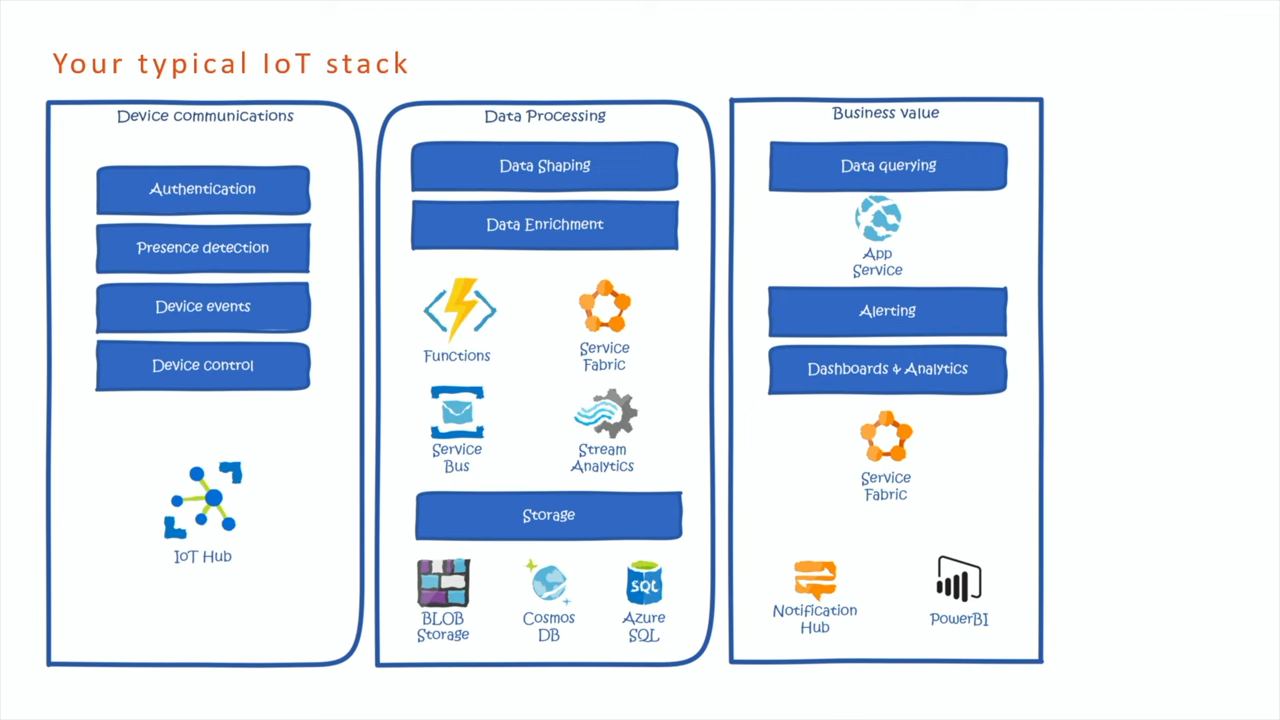 Your typical IoT stack
Device communications
Authentication
Presence detection
Device events
Device control
IoT Hub
Data Processing
Data Shaping
Data Enrichment
Functions
Service
Fabric
Service
Bus
Stream
Analytics
Storage
BLOB
Storage
Cosmos
DB
SQL
Azure
SQL
Business value
Data querying
App
Service
Alerting
Dashboards & Analytics
Service
Fabric
Notification
Hub
PowerBI